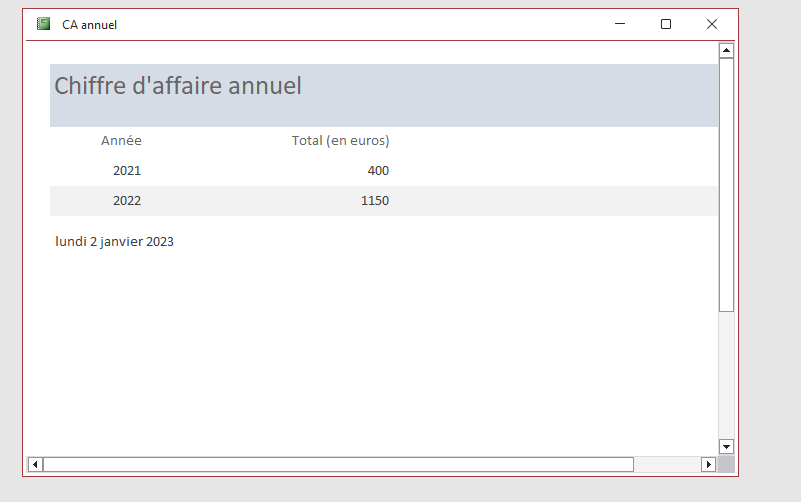 CA annuel
Chiffre d'affaire annuel
Année Total (en euros)
2021 400
2022 1150
lundi 2 janvier 2023